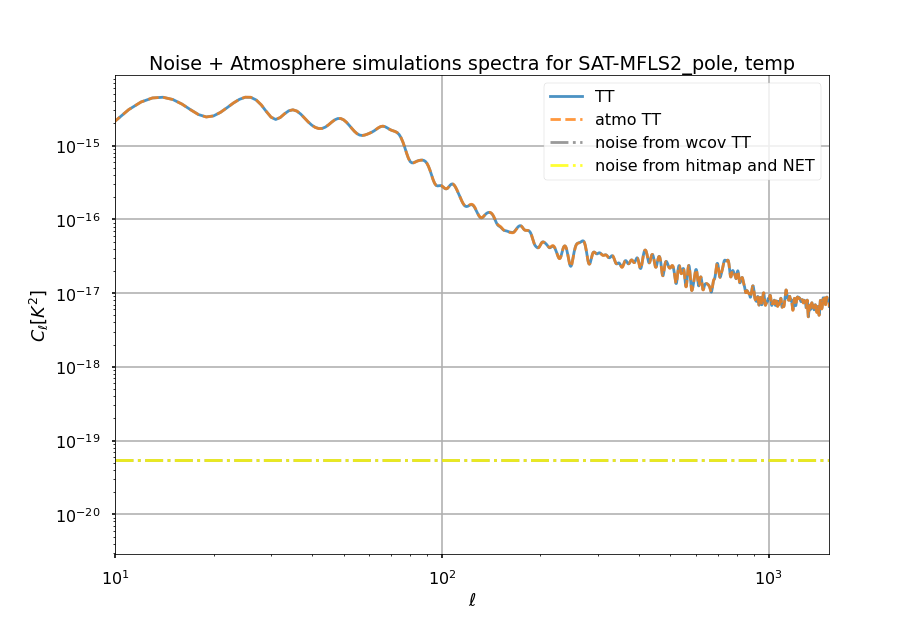 Noise + Atmosphere simulations spectra for SAT-MFLS2_pole, temp
TT
atmo TT
noise from wcov TT
noise from hitmap and NET
10⁻¹⁵
10⁻¹⁶
10⁻¹⁷
10⁻¹⁸
10⁻¹⁹
10⁻²⁰
C_ℓ[K²]
10¹ 10² 10³
ℓ